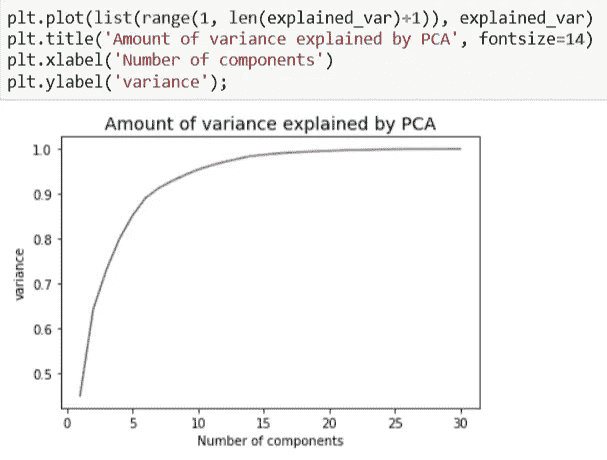 plt.plot(list(range(1, len(explained_var)+1)), explained_var)
plt.title('Amount of variance explained by PCA', fontsize=14)
plt.xlabel('Number of components')
plt.ylabel('variance');
Amount of variance explained by PCA
1.0
0.9
0.8
0.7
0.6
0.5
variance
0 5 10 15 20 25 30
Number of components